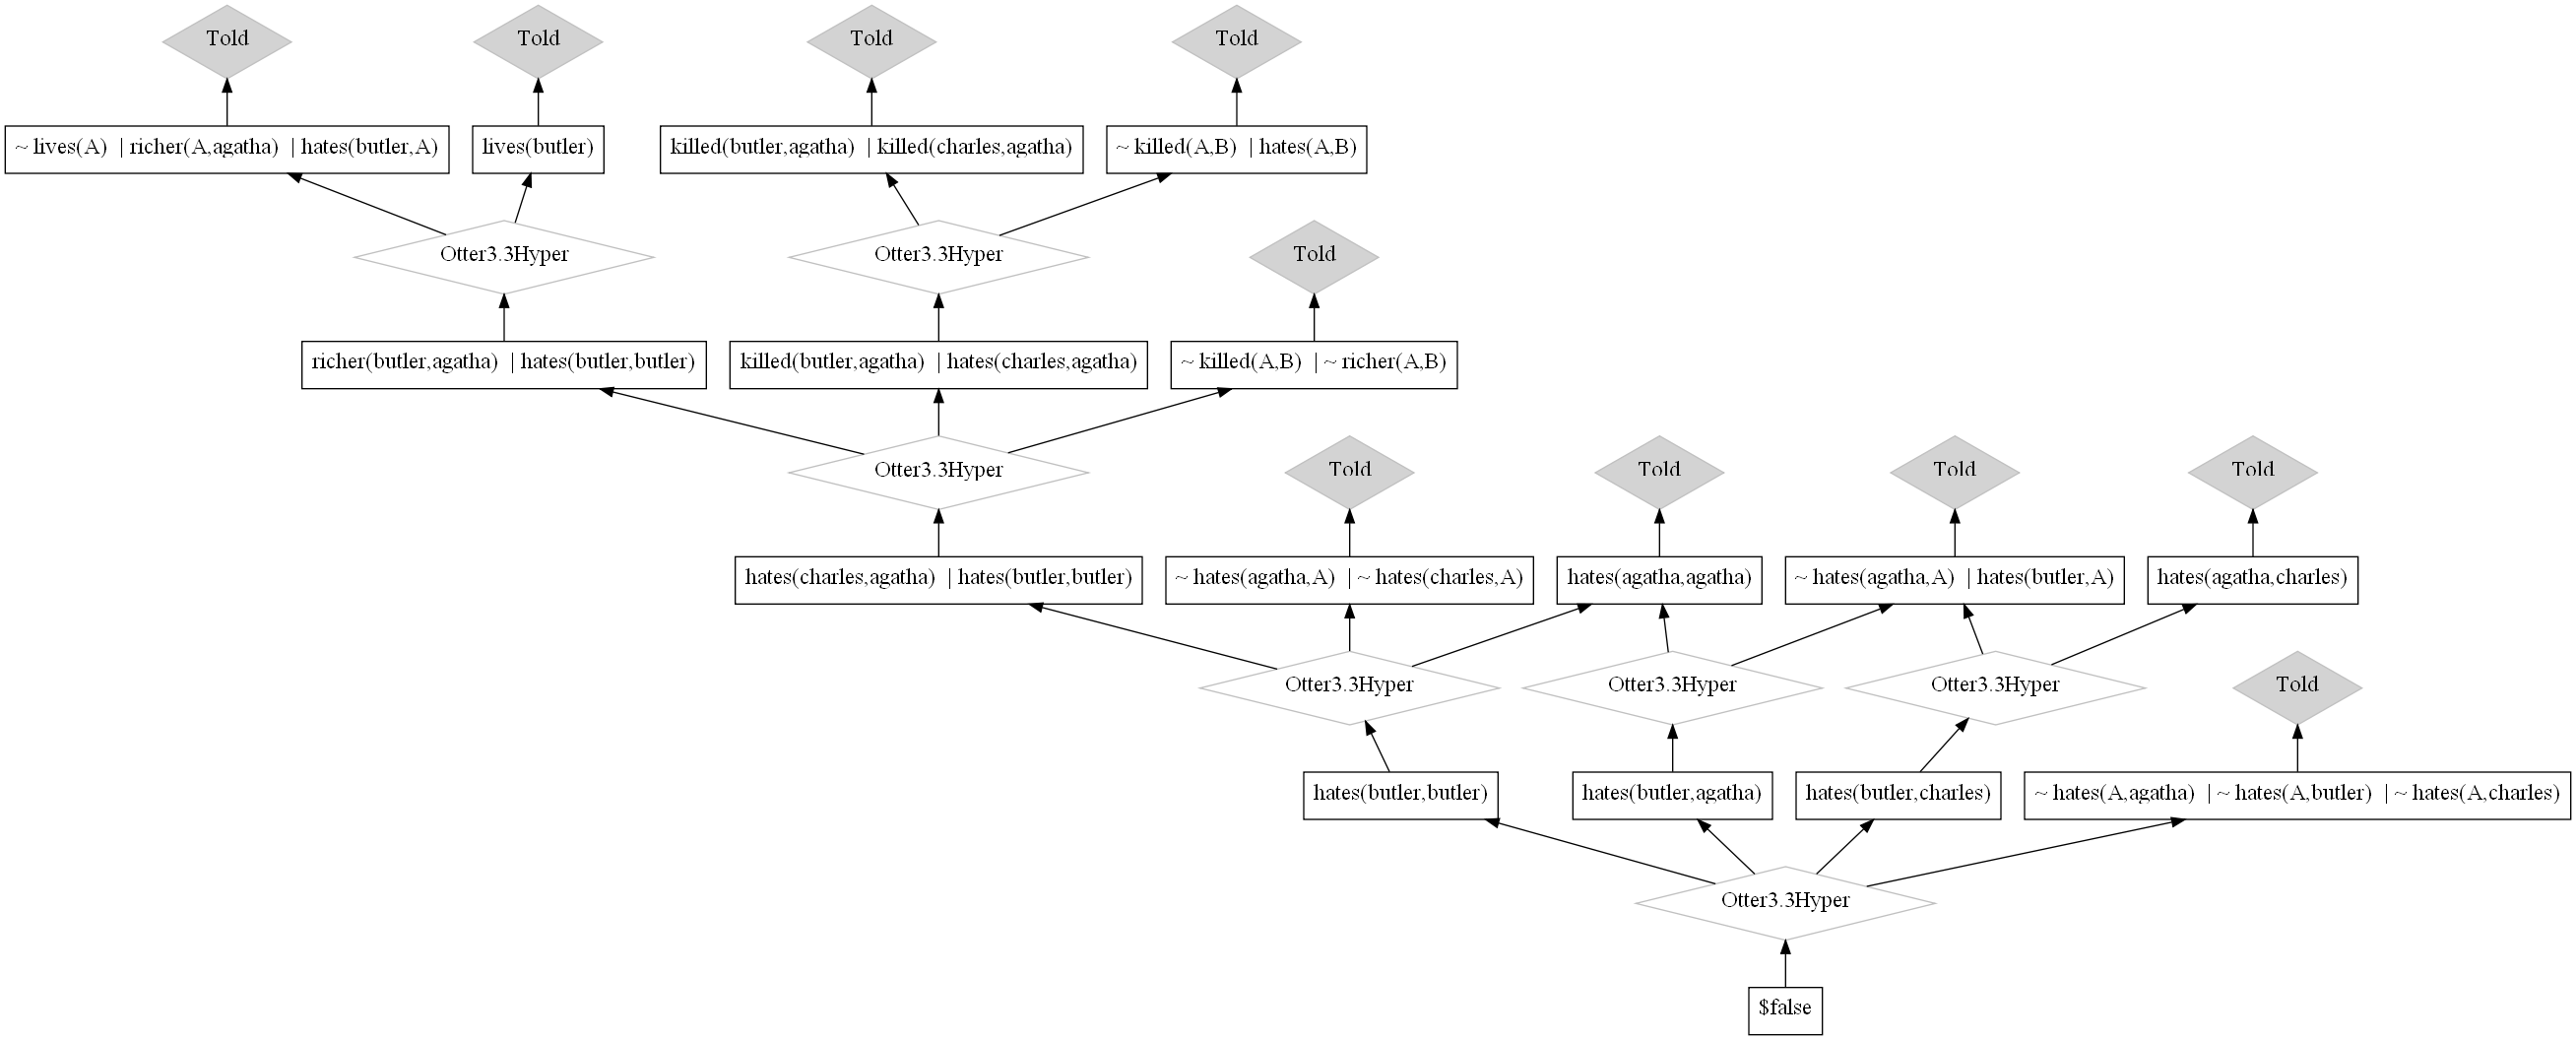 Told
Told
Told
Told
~ lives(A) | richer(A,agatha) | hates(butler,A)
lives(butler)
killed(butler,agatha) | killed(charles,agatha)
~ killed(A,B) | hates(A,B)
Otter3.3Hyper
Otter3.3Hyper
Told
richer(butler,agatha) | hates(butler,butler)
killed(butler,agatha) | hates(charles,agatha)
~ killed(A,B) | ~ richer(A,B)
Otter3.3Hyper
Told
Told
Told
Told
hates(charles,agatha) | hates(butler,butler)
~ hates(agatha,A) | ~ hates(charles,A)
hates(agatha,agatha)
~ hates(agatha,A) | hates(butler,A)
hates(agatha,charles)
Otter3.3Hyper
Otter3.3Hyper
Otter3.3Hyper
Told
hates(butler,butler)
hates(butler,agatha)
hates(butler,charles)
~ hates(A,agatha) | ~ hates(A,butler) | ~ hates(A,charles)
Otter3.3Hyper
$false